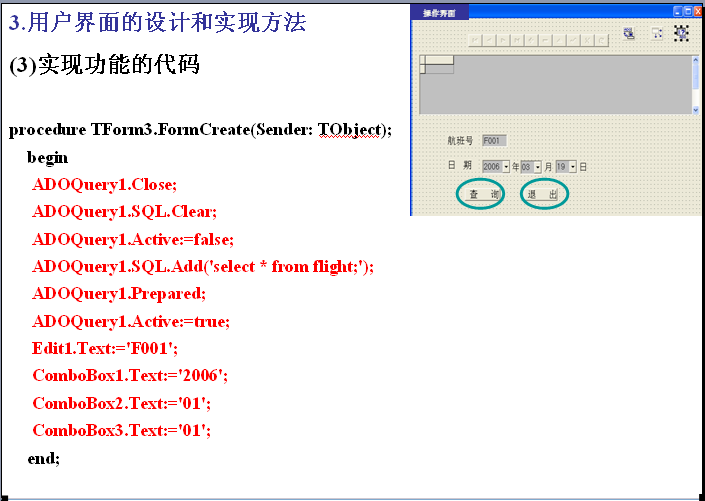 3.用户界面的设计和实现方法
(3)实现功能的代码
procedure TForm3.FormCreate(Sender: TObject);
begin
ADOQuery1.Close;
ADOQuery1.SQL.Clear;
ADOQuery1.Active:=false;
ADOQuery1.SQL.Add('select * from flight;');
ADOQuery1.Prepared;
ADOQuery1.Active:=true;
Edit1.Text:='F001';
ComboBox1.Text:='2006';
ComboBox2.Text:='01';
ComboBox3.Text:='01';
end;
操作界面
航班号 F001
日 期 2006 年 03 月 19 日
查 询 退 出